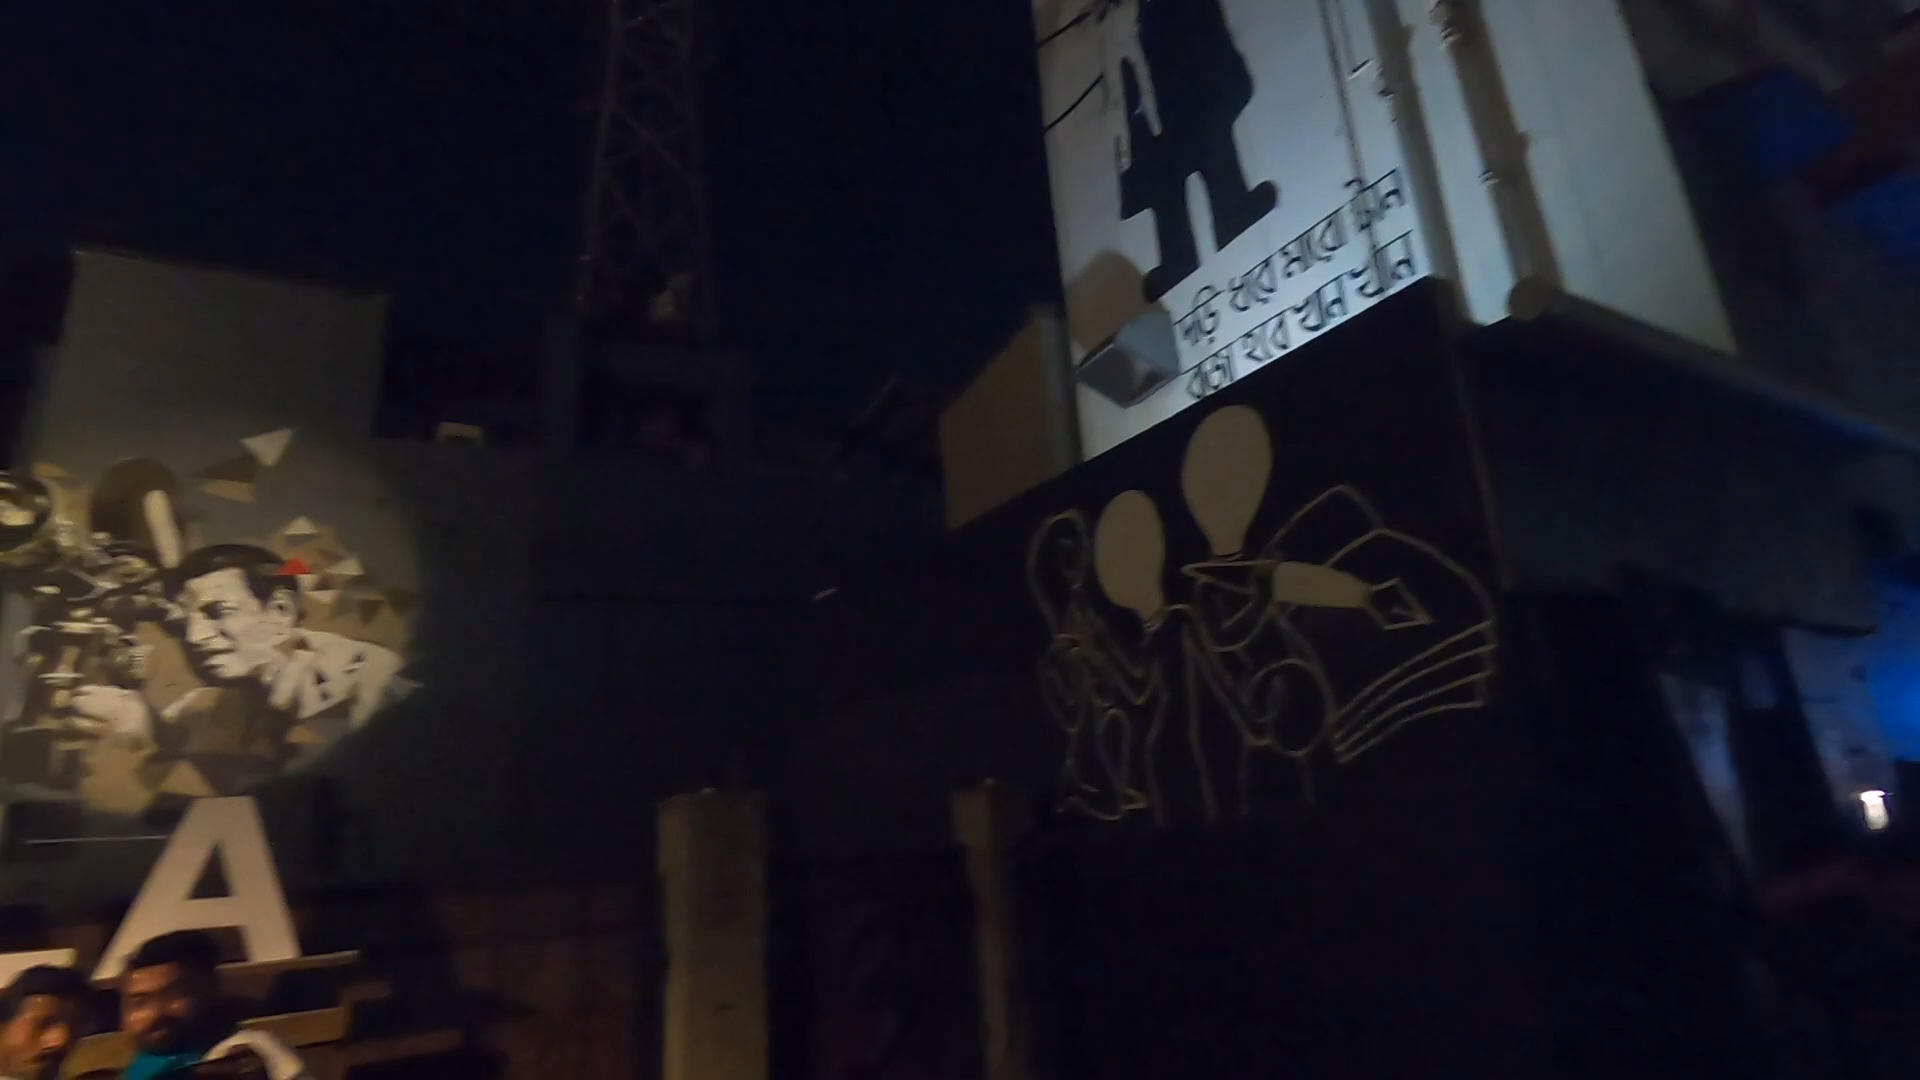 দড়ি ধরে মারো টান
রাজা হবে খান খান
A